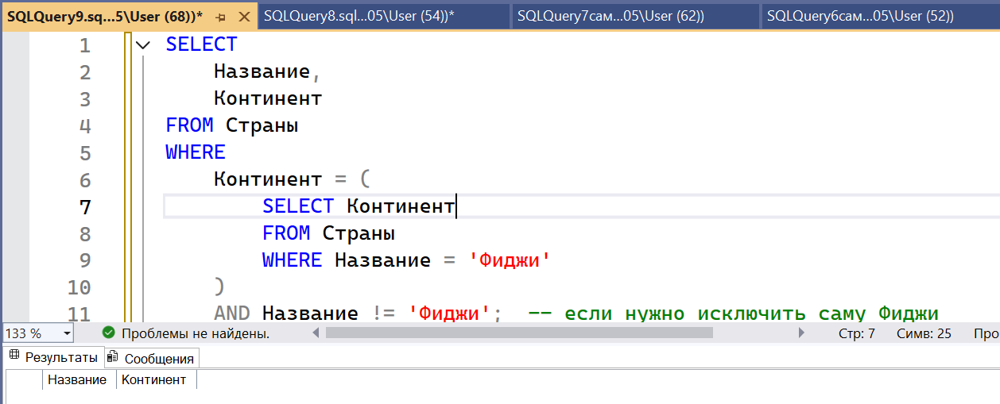 SQLQuery9.sq...5\User (68))* SQLQuery8.sql...05\User (54))* SQLQuery7сам...05\User (62)) SQLQuery6сам...05\User (52))
1 SELECT
2 Название,
3 Континент
4 FROM Страны
5 WHERE
6 Континент = (
7 SELECT Континент
8 FROM Страны
9 WHERE Название = 'Фиджи'
10 )
11 AND Название != 'Фиджи'; -- если нужно исключить саму Фиджи
133 % Проблемы не найдены. Стр: 7 Симв: 25 Про
Результаты Сообщения
Название Континент